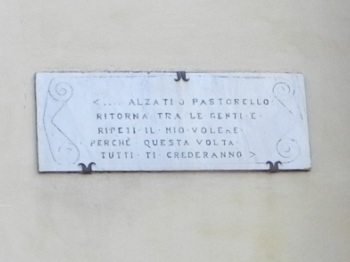 <.... ALZATI O PASTORELLO
RITORNA TRA LE GENTI E
RIPETI IL MIO VOLERE
PERCHÉ QUESTA VOLTA
TUTTI TI CREDERANNO >